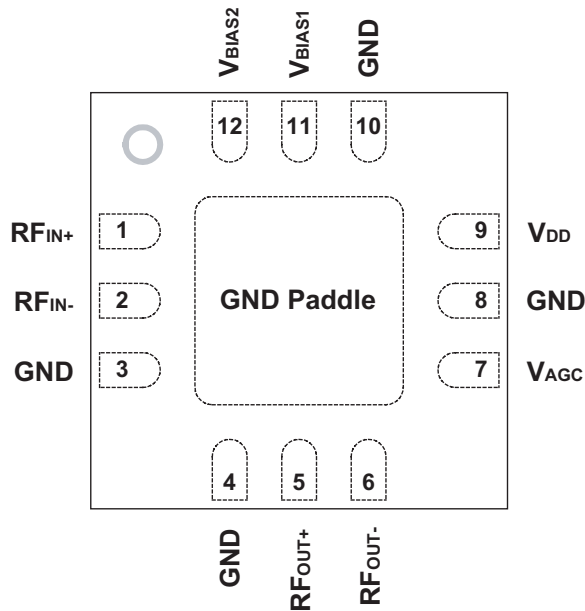 VBIAS2
VBIAS1
GND
12
11
10
RFIN+
1
9
VDD
RFIN-
2
GND Paddle
8
GND
GND
3
7
VAGC
4
5
6
GND
RFOUT+
RFOUT-